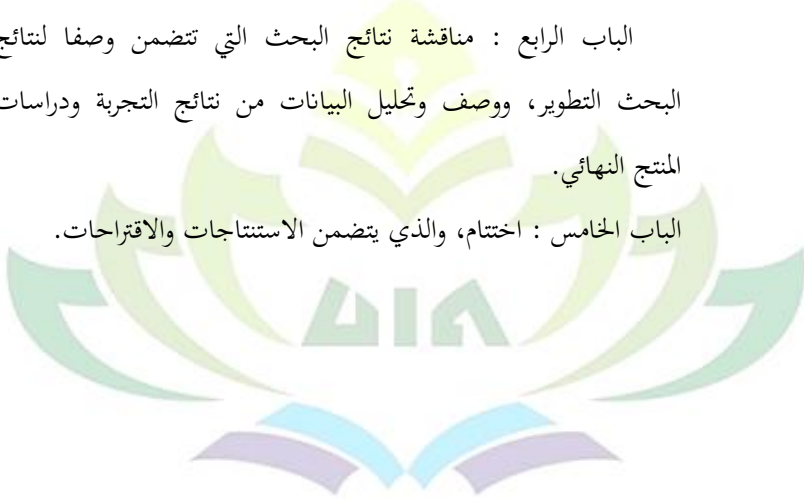 الباب الرابع : مناقشة نتائج البحث التي تتضمن وصفا لنتائج
البحث التطوير، ووصف وتحليل البيانات من نتائج التجربة ودراسات
المنتج النهائي.
الباب الخامس : اختتام، والذي يتضمن الاستنتاجات والاقتراحات.